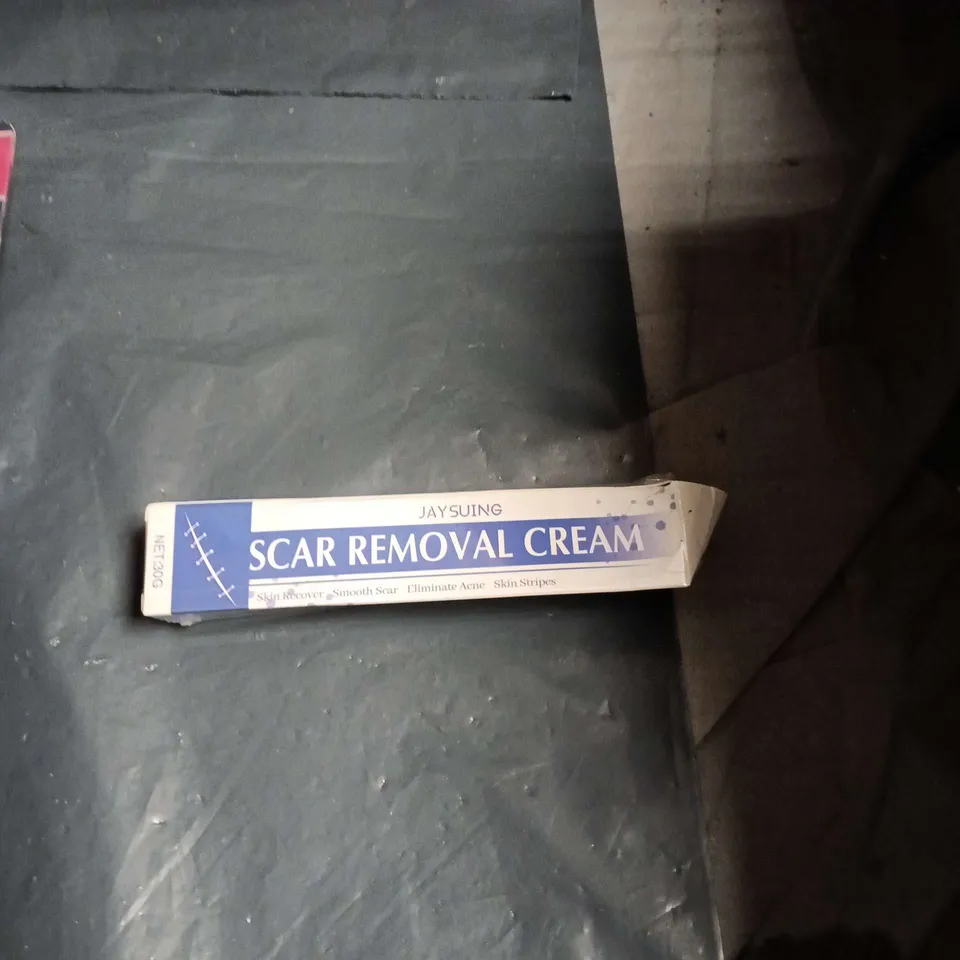 JAYSUING
SCAR REMOVAL CREAM
Skin Recover Smooth Scar Eliminate Acne Skin Stripes
NET:30G